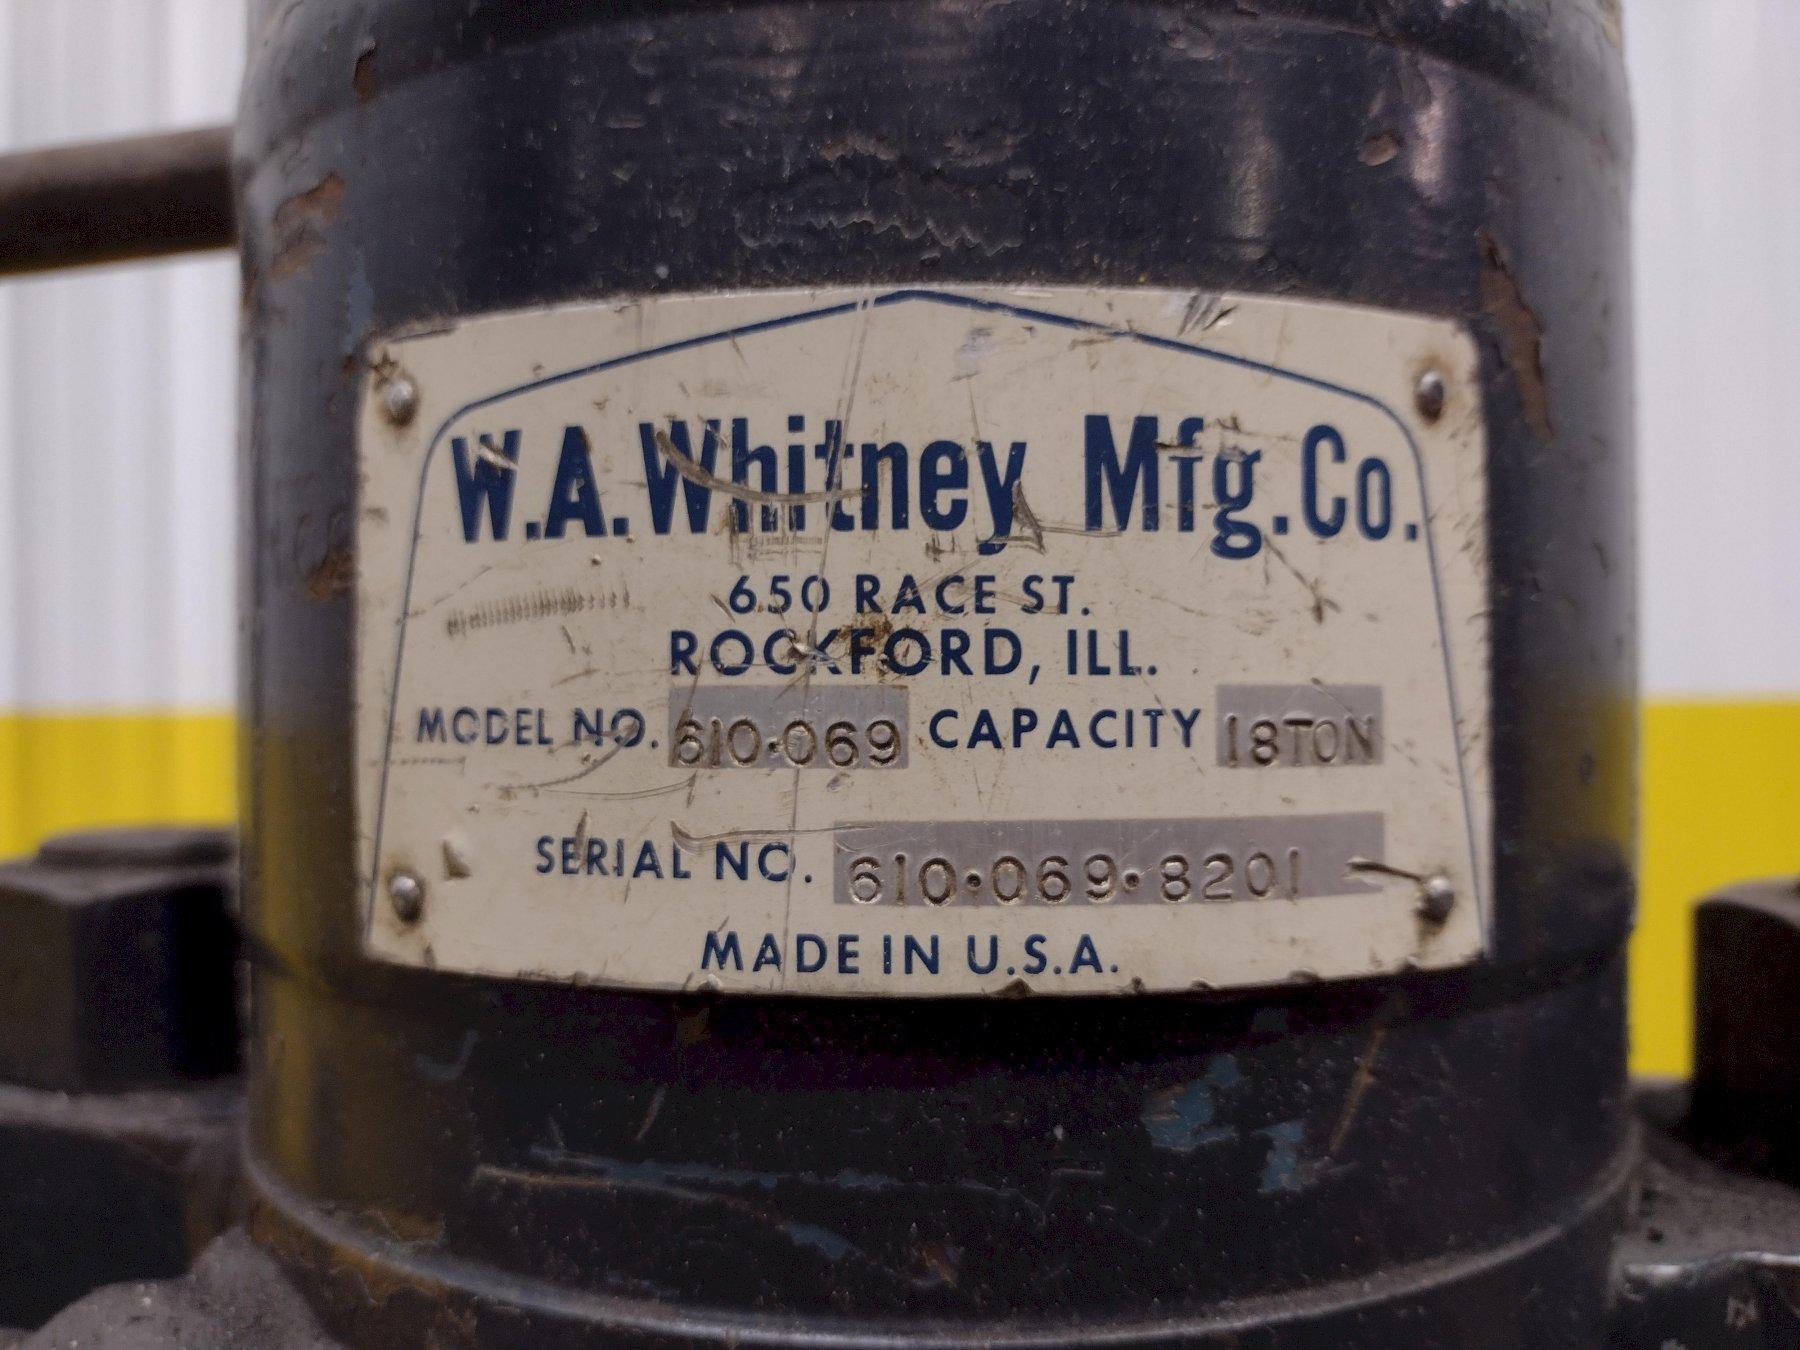 W.A.Whitney Mfg.Co.
650 RACE ST.
ROCKFORD, ILL.
MODEL NO. 610•069 CAPACITY 18TON
SERIAL NO. 610•069•8201
MADE IN U.S.A.